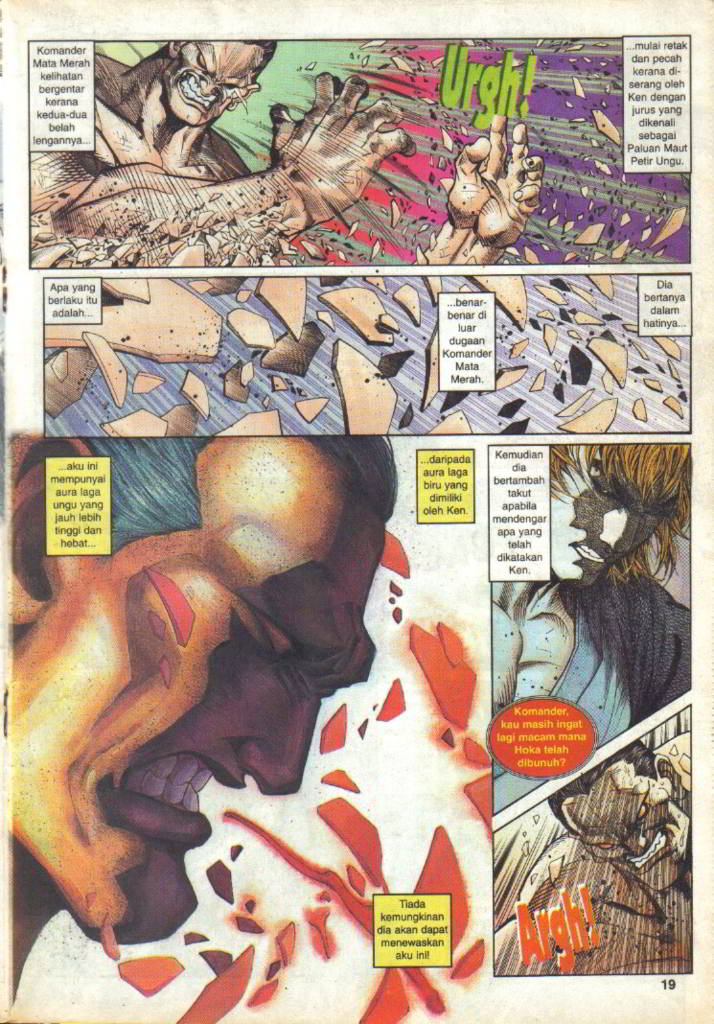 Komander
Mata Merah
kelihatan
bergentar
kerana
kedua-dua
belah
lengannya...
Urgh!
...mulai retak
dan pecah
kerana di-
serang oleh
Ken dengan
jurus yang
dikenali
sebagai
Paluan Maut
Petir Ungu.
Apa yang
berlaku itu
adalah...
...benar-
benar di
luar
dugaan
Komander
Mata
Merah.
Dia
bertanya
dalam
hatinya...
...aku ini
mempunyai
aura laga
ungu yang
jauh lebih
tinggi dan
hebat...
...daripada
aura laga
biru yang
dimiliki
oleh Ken.
Tiada
kemungkinan
dia akan dapat
menewaskan
aku ini!
Kemudian
dia
bertambah
takut
apabila
mendengar
apa yang
telah
dikatakan
Ken.
Komander,
kau masih ingat
lagi macam mana
Hoka telah
dibunuh?
Argh!
19